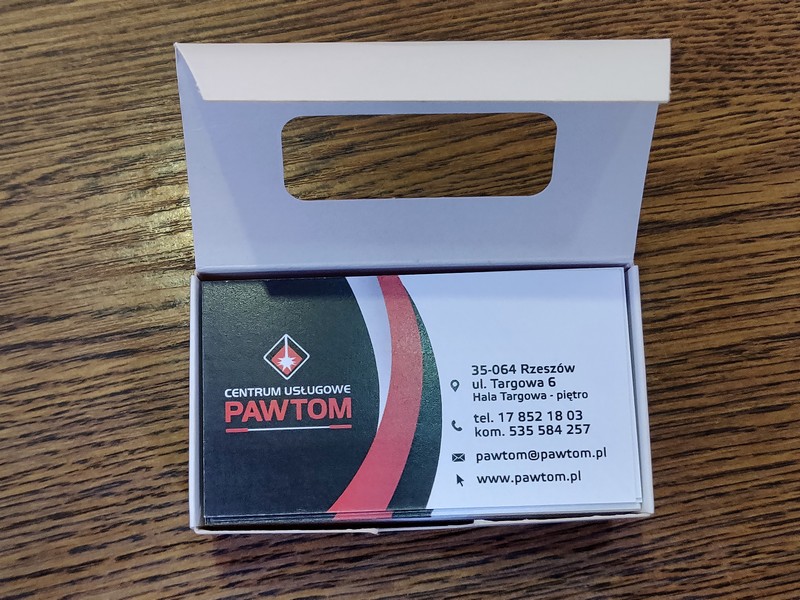 CENTRUM USŁUGOWE
PAWTOM
35-064 Rzeszów
ul. Targowa 6
Hala Targowa - piętro
tel. 17 852 18 03
kom. 535 584 257
pawtom@pawtom.pl
www.pawtom.pl